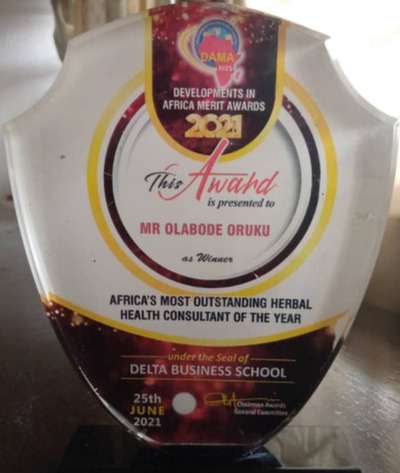 DAMA
2021
DEVELOPMENTS IN
AFRICA MERIT AWARDS
2021
This Award
is presented to
MR OLABODE ORUKU
as Winner
AFRICA'S MOST OUTSTANDING HERBAL
HEALTH CONSULTANT OF THE YEAR
under the Seal of
DELTA BUSINESS SCHOOL
25th
JUNE
2021
Chairman Awards
General Committee